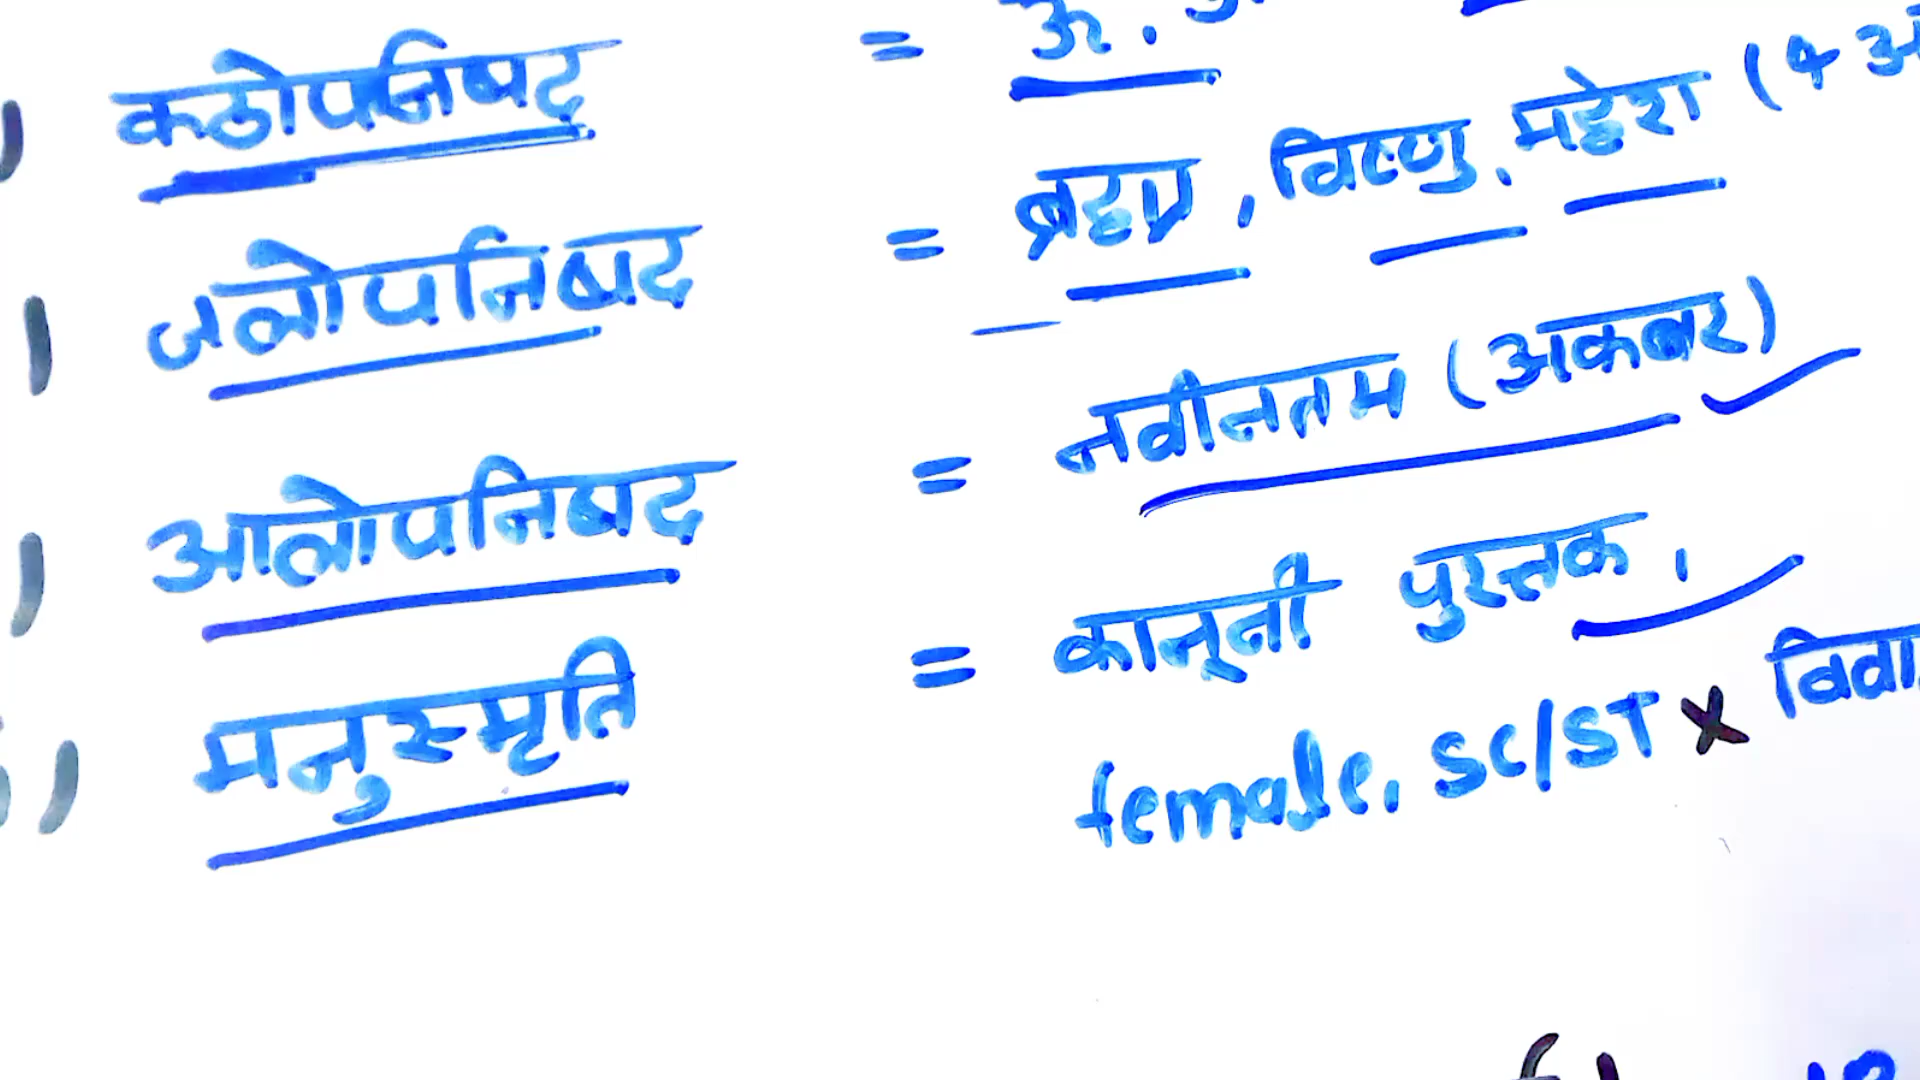 ) कठोपनिषद् = ॐ .
) जलोपनिषद = ब्रह्म , विष्णु , महेश (4
) आलोपनिषद = नवीनतम (अकबर) ✓
) मनुस्मृति = कानूनी पुस्तक ,
female, SC/ST ×